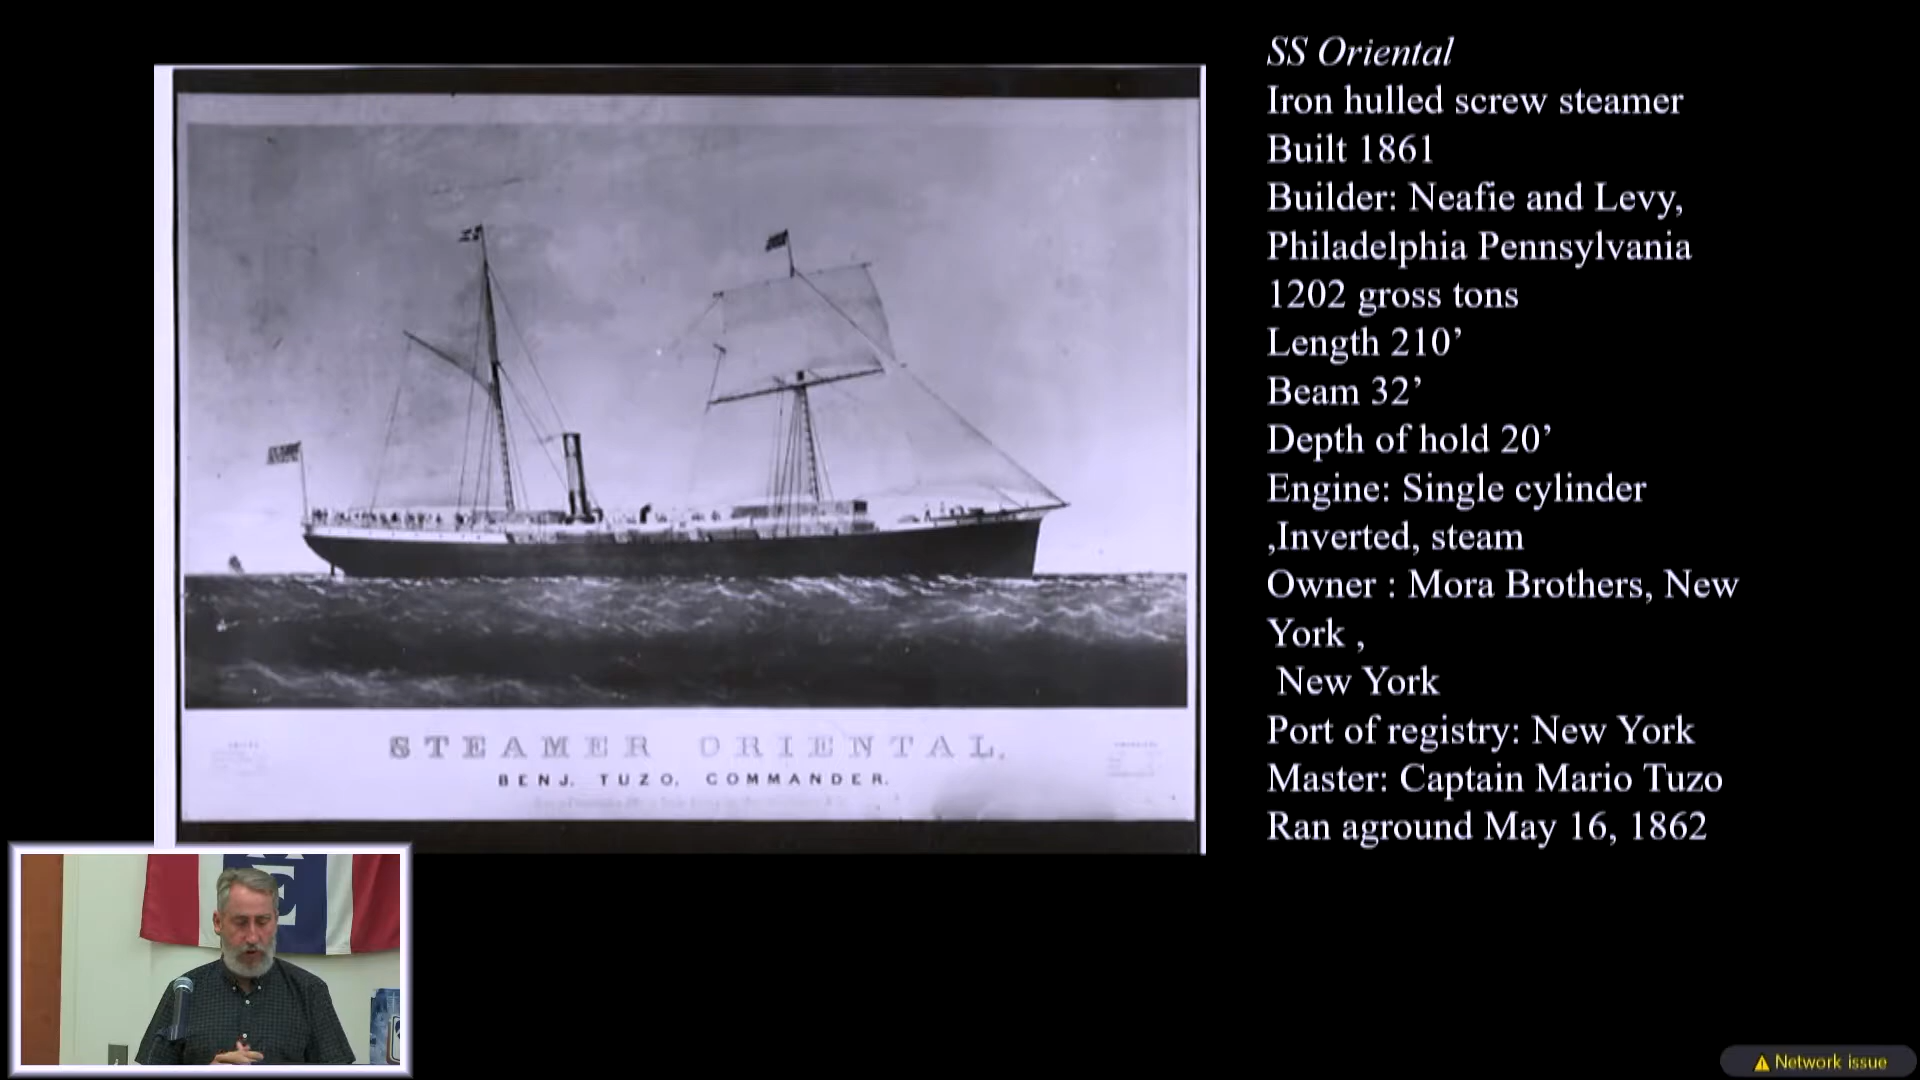 SS Oriental
Iron hulled screw steamer
Built 1861
Builder: Neafie and Levy,
Philadelphia Pennsylvania
1202 gross tons
Length 210’
Beam 32’
Depth of hold 20’
Engine: Single cylinder
,Inverted, steam
Owner : Mora Brothers, New
York ,
New York
Port of registry: New York
Master: Captain Mario Tuzo
Ran aground May 16, 1862
STEAMER ORIENTAL.
BENJ. TUZO, COMMANDER.
E
Network issue